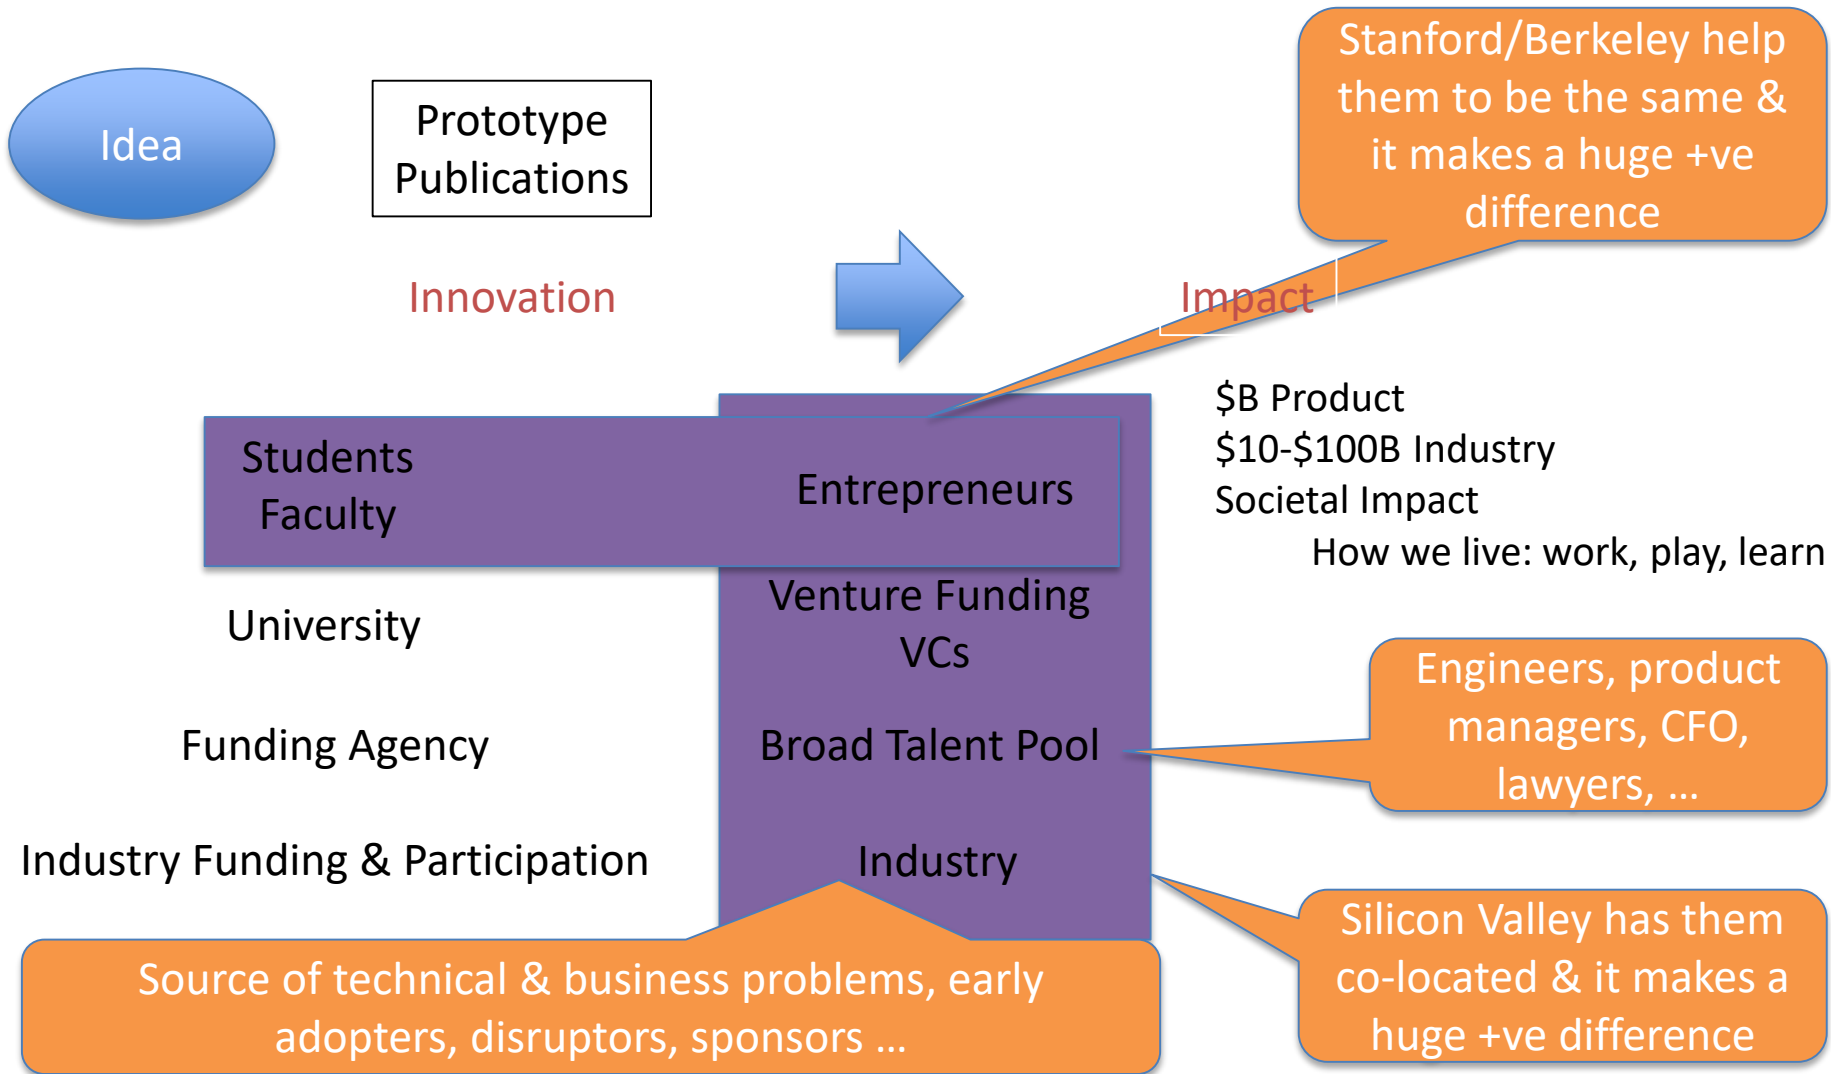 Idea
Prototype
Publications
Stanford/Berkeley help
them to be the same &
it makes a huge +ve
difference
Innovation
Impact
$B Product
$10-$100B Industry
Societal Impact
How we live: work, play, learn
Students
Faculty
Entrepreneurs
University
Venture Funding
VCs
Funding Agency
Broad Talent Pool
Engineers, product
managers, CFO,
lawyers, …
Industry Funding & Participation
Industry
Silicon Valley has them
co-located & it makes a
huge +ve difference
Source of technical & business problems, early
adopters, disruptors, sponsors …